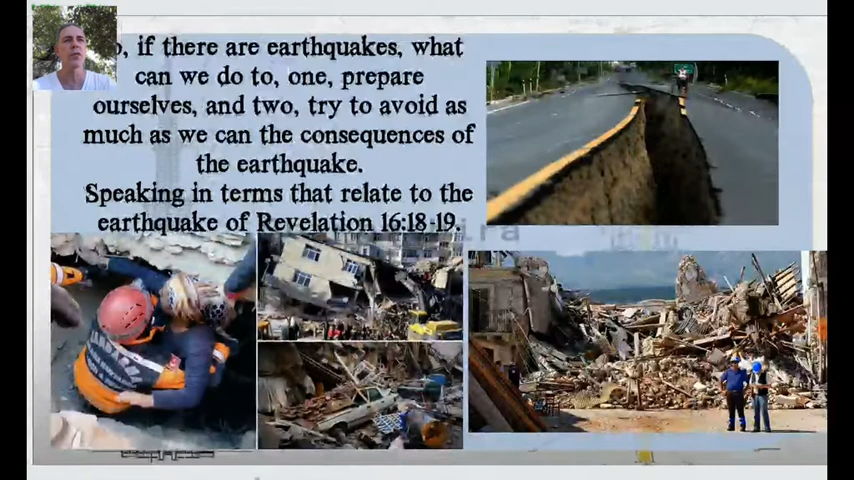 , if there are earthquakes, what
can we do to, one, prepare
ourselves, and two, try to avoid as
much as we can the consequences of
the earthquake.
Speaking in terms that relate to the
earthquake of Revelation 16:18-19.